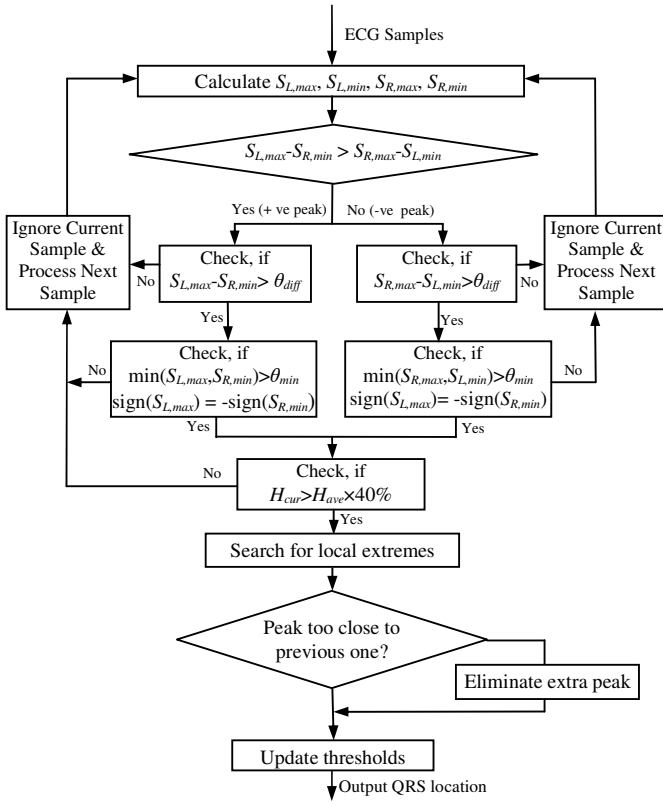 ECG Samples
Calculate S_{L,max}, S_{L,min}, S_{R,max}, S_{R,min}
S_{L,max}-S_{R,min} > S_{R,max}-S_{L,min}
Yes (+ ve peak)
No (-ve peak)
Ignore Current
Sample &
Process Next
Sample
No
Check, if
S_{L,max}-S_{R,min}> θ_{diff}
Check, if
S_{R,max}-S_{L,min}>θ_{diff}
No
Ignore Current
Sample &
Process Next
Sample
Yes
Yes
No
Check, if
min(S_{L,max},S_{R,min})>θ_{min}
sign(S_{L,max}) = -sign(S_{R,min})
Check, if
min(S_{R,max},S_{L,min})>θ_{min}
sign(S_{L,max})= -sign(S_{R,min})
No
Yes
Yes
No
Check, if
H_{cur}>H_{ave}×40%
Yes
Search for local extremes
Peak too close to
previous one?
Eliminate extra peak
Update thresholds
Output QRS location